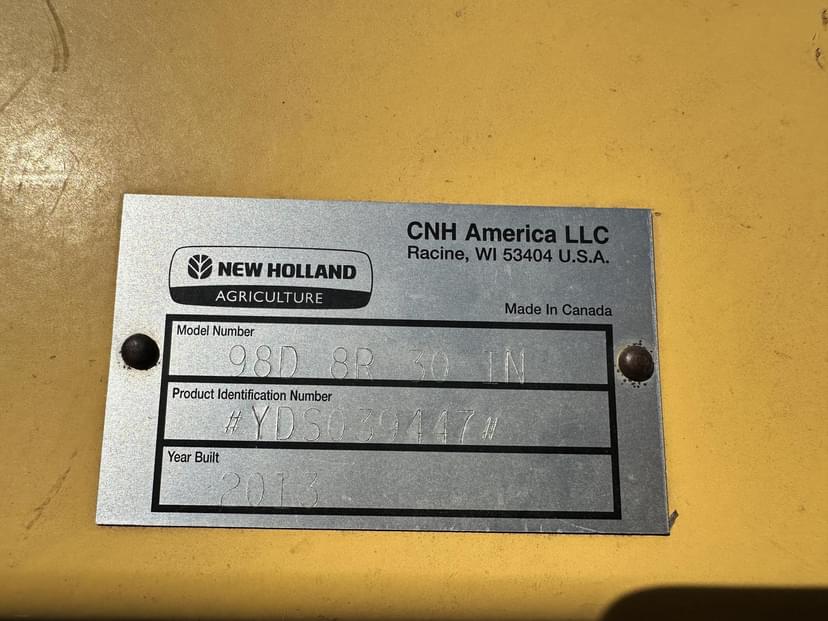 CNH America LLC
Racine, WI 53404 U.S.A.
NEW HOLLAND
AGRICULTURE
Made In Canada
Model Number
98D 8R 30 IN
Product Identification Number
#YDS039447#
Year Built
2013